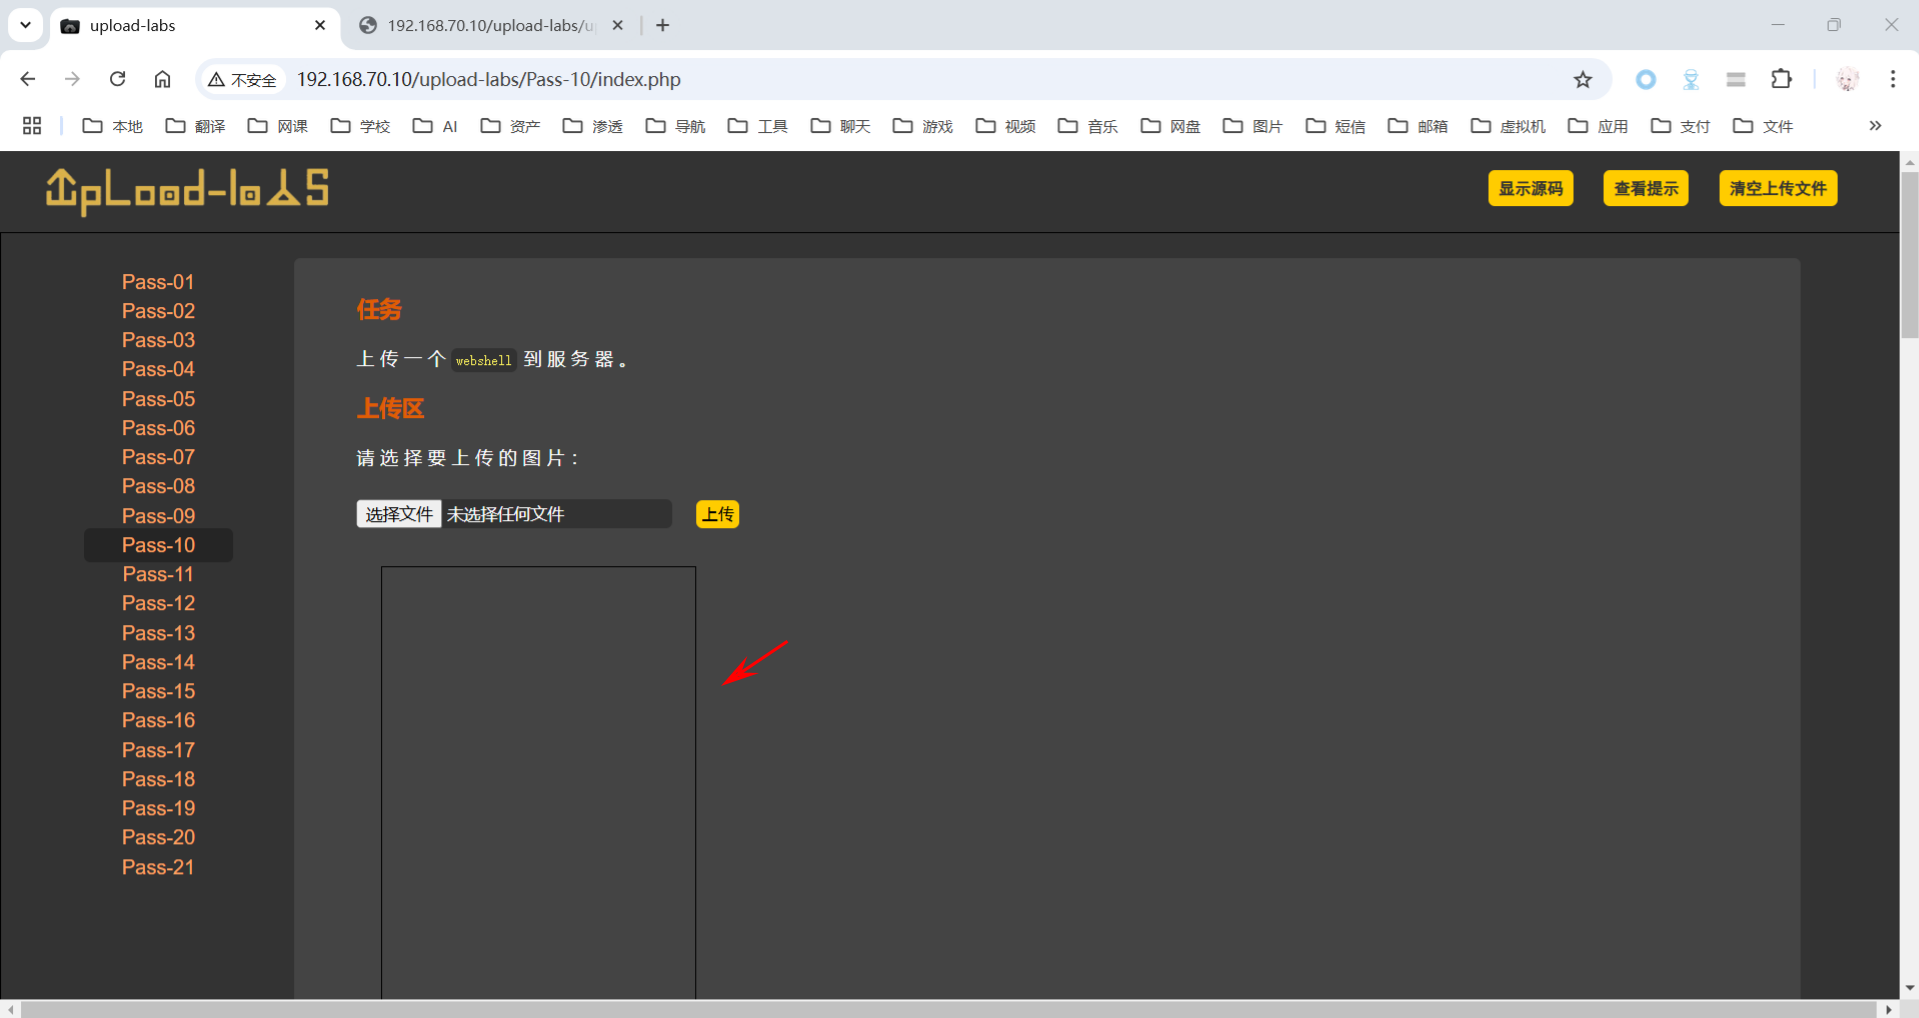 upload-labs
192.168.70.10/upload-labs/u
不安全
192.168.70.10/upload-labs/Pass-10/index.php
本地 翻译 网课 学校 AI 资产 渗透 导航 工具 聊天 游戏 视频 音乐 网盘 图片 短信 邮箱 虚拟机 应用 支付 文件
UpLoad-labs
显示源码 查看提示 清空上传文件
Pass-01
Pass-02
Pass-03
Pass-04
Pass-05
Pass-06
Pass-07
Pass-08
Pass-09
Pass-10
Pass-11
Pass-12
Pass-13
Pass-14
Pass-15
Pass-16
Pass-17
Pass-18
Pass-19
Pass-20
Pass-21
任务
上传一个 webshell 到服务器。
上传区
请选择要上传的图片：
选择文件 未选择任何文件 上传